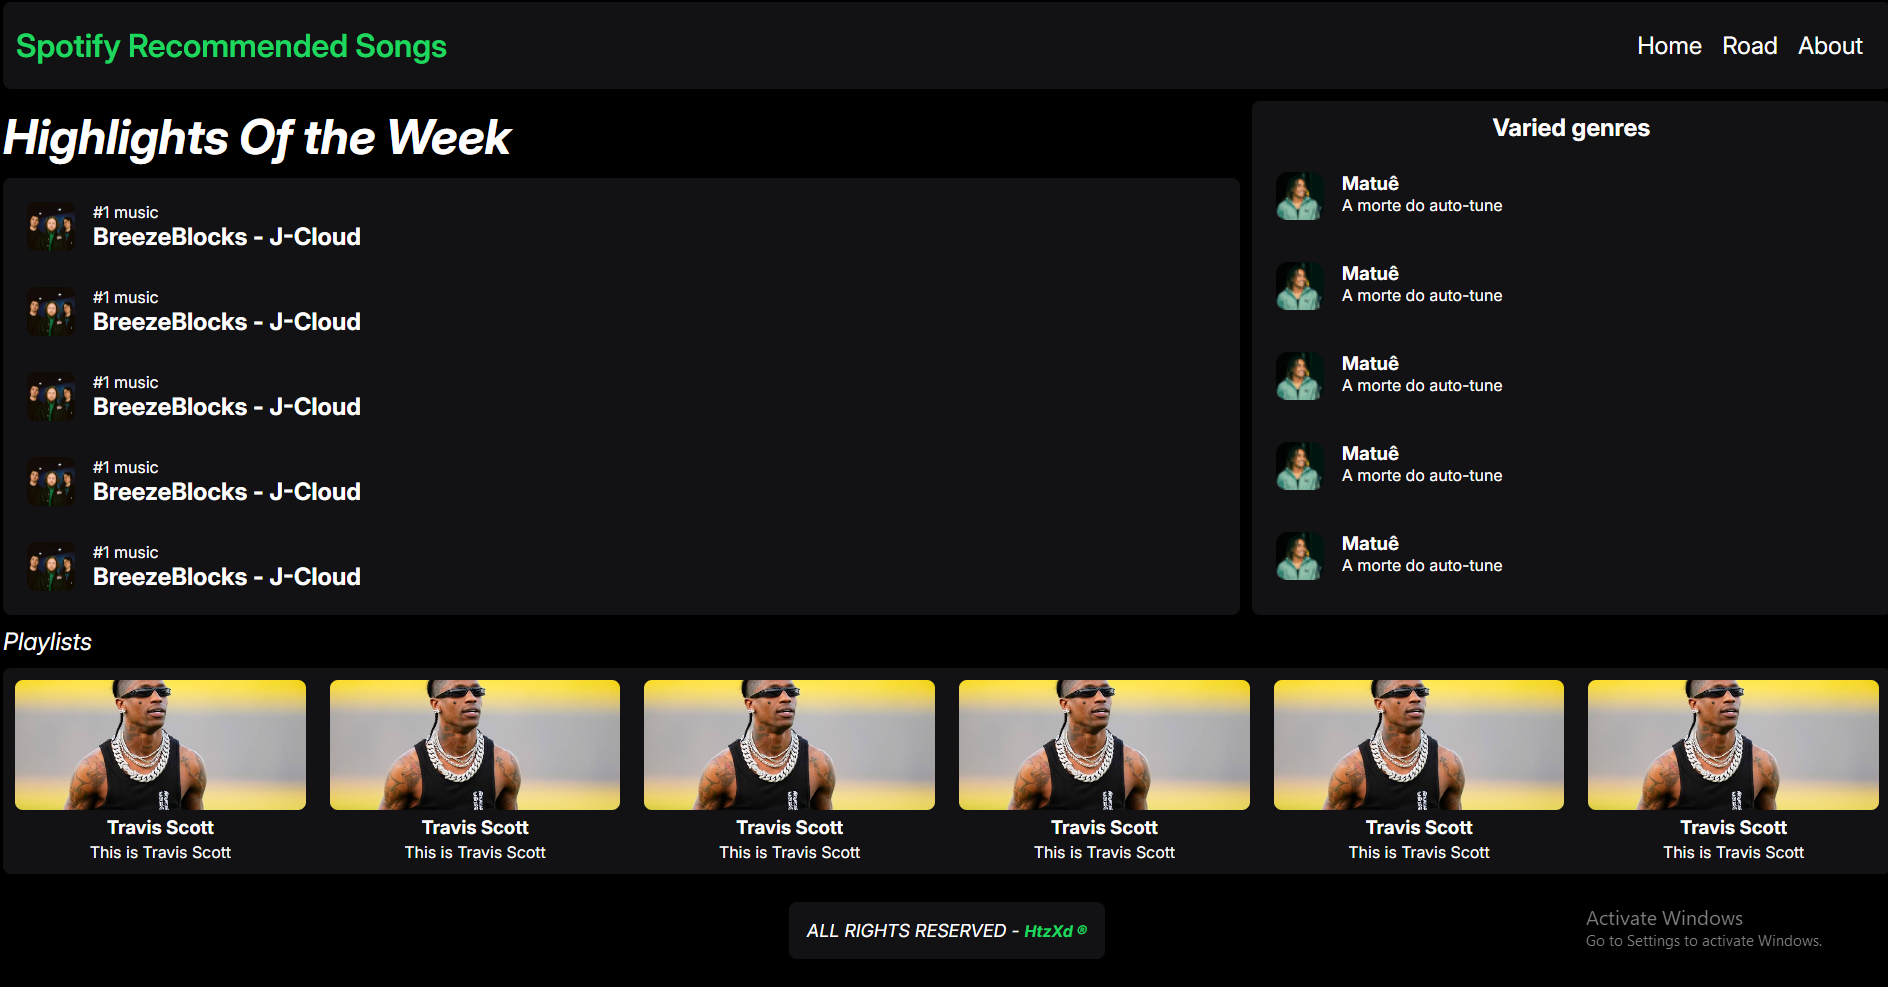 Spotify Recommended Songs
Home Road About
Highlights Of the Week
#1 music
BreezeBlocks - J-Cloud
#1 music
BreezeBlocks - J-Cloud
#1 music
BreezeBlocks - J-Cloud
#1 music
BreezeBlocks - J-Cloud
#1 music
BreezeBlocks - J-Cloud
Varied genres
Matuê
A morte do auto-tune
Matuê
A morte do auto-tune
Matuê
A morte do auto-tune
Matuê
A morte do auto-tune
Matuê
A morte do auto-tune
Playlists
Travis Scott
This is Travis Scott
Travis Scott
This is Travis Scott
Travis Scott
This is Travis Scott
Travis Scott
This is Travis Scott
Travis Scott
This is Travis Scott
Travis Scott
This is Travis Scott
ALL RIGHTS RESERVED - HtzXd ®
Activate Windows
Go to Settings to activate Windows.